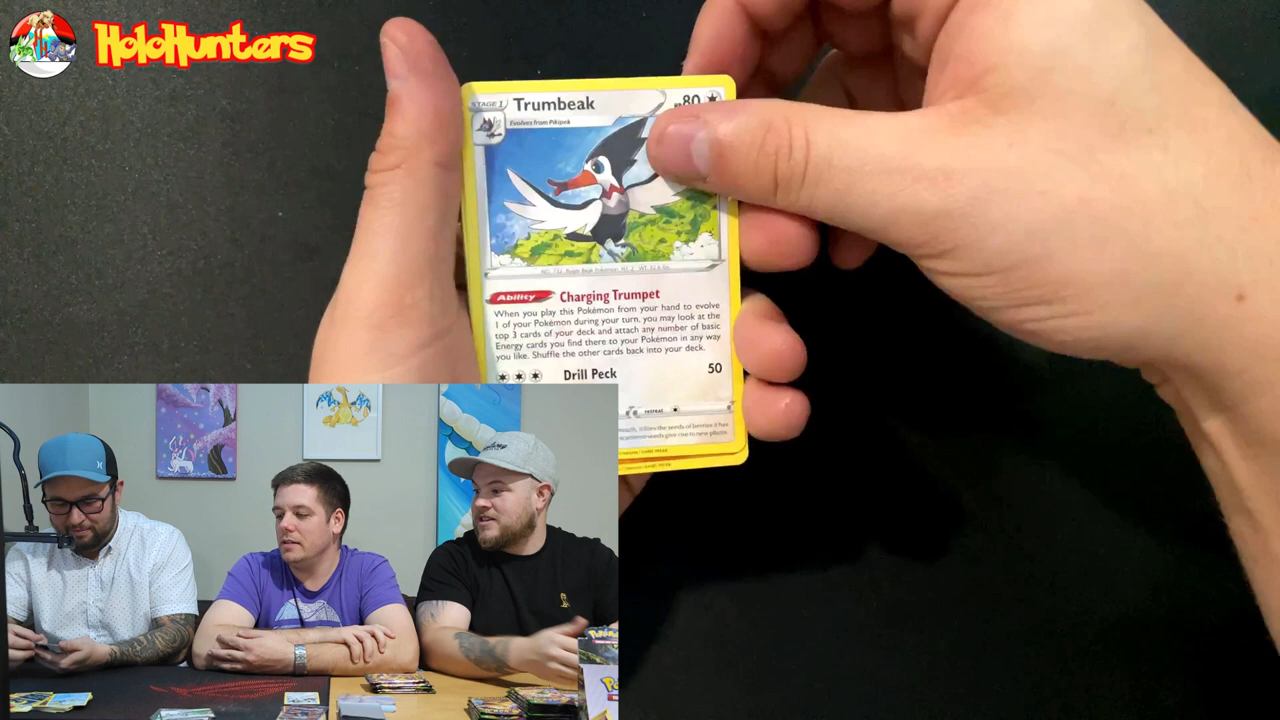 HoloHunters
STAGE 1 Trumbeak 80
Evolves from Pikipek
Ability Charging Trumpet
When you play this Pokémon from your hand to evolve
1 of your Pokémon during your turn, you may look at the
top 3 cards of your deck and attach any number of basic
Energy cards you find there to your Pokémon in any way
you like. Shuffle the other cards back into your deck.
Drill Peck 50
retreat